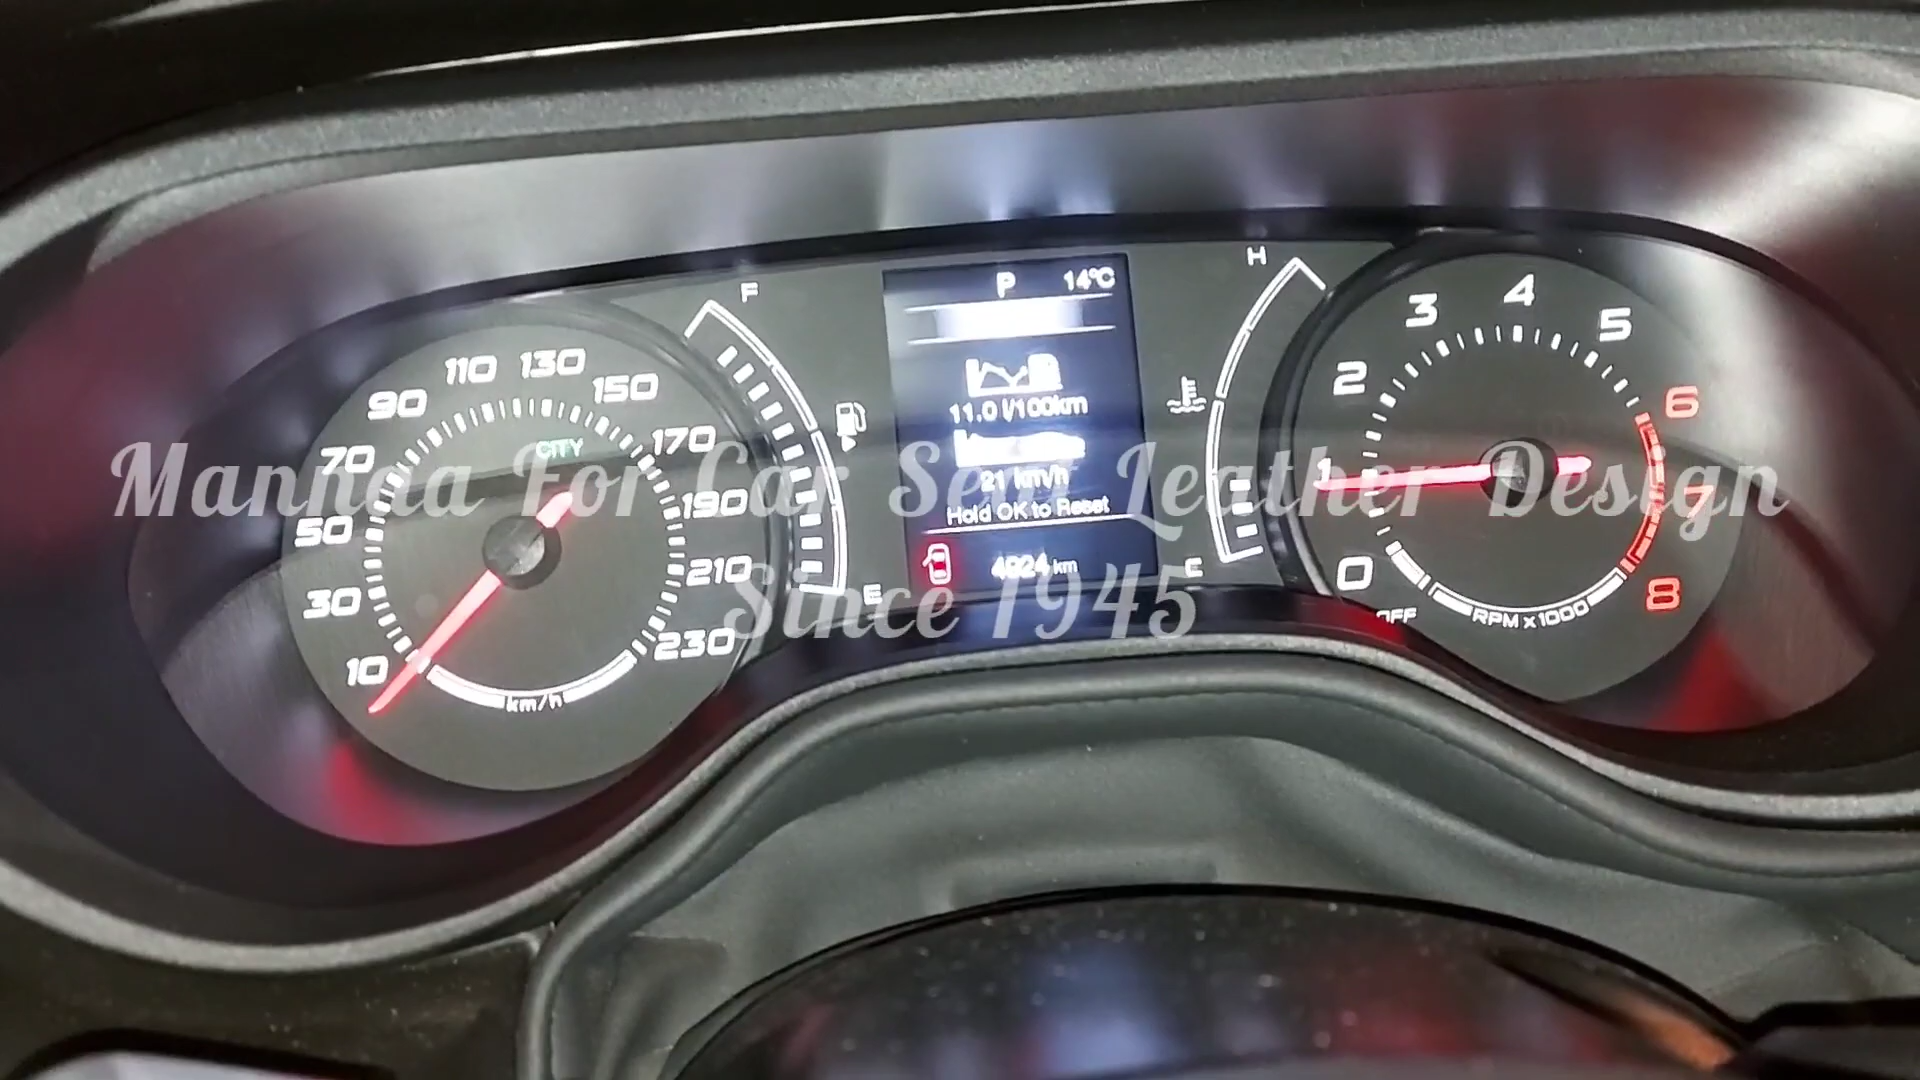 P 14°C
11.0 l/100km
21 km/h
Hold OK to Reset
4924 km
F
E
H
C
10
30
50
70
90
110
130
150
170
190
210
230
CITY
km/h
0
1
2
3
4
5
6
7
8
OFF
RPM x1000
Mannaa For Car Seat Leather Design
Since 1945